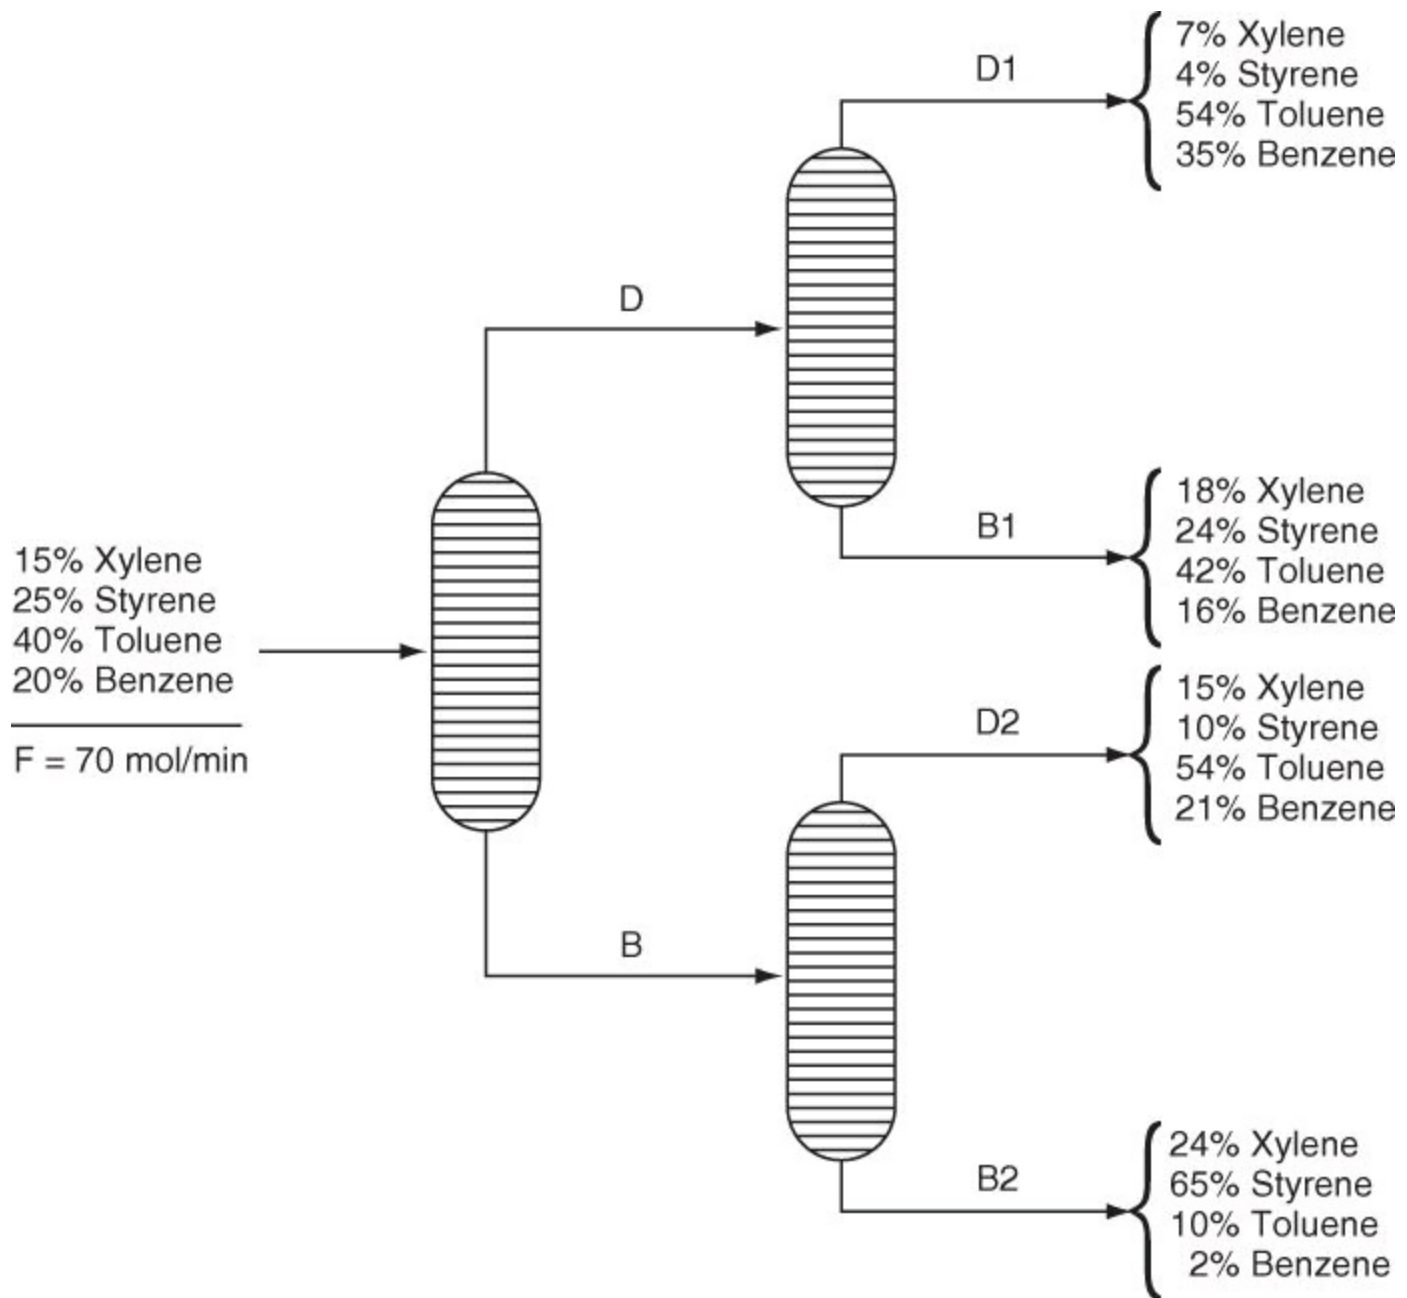 7% Xylene
4% Styrene
54% Toluene
35% Benzene
D1
D
18% Xylene
24% Styrene
42% Toluene
16% Benzene
B1
15% Xylene
25% Styrene
40% Toluene
20% Benzene
F = 70 mol/min
15% Xylene
10% Styrene
54% Toluene
21% Benzene
D2
B
24% Xylene
65% Styrene
10% Toluene
2% Benzene
B2